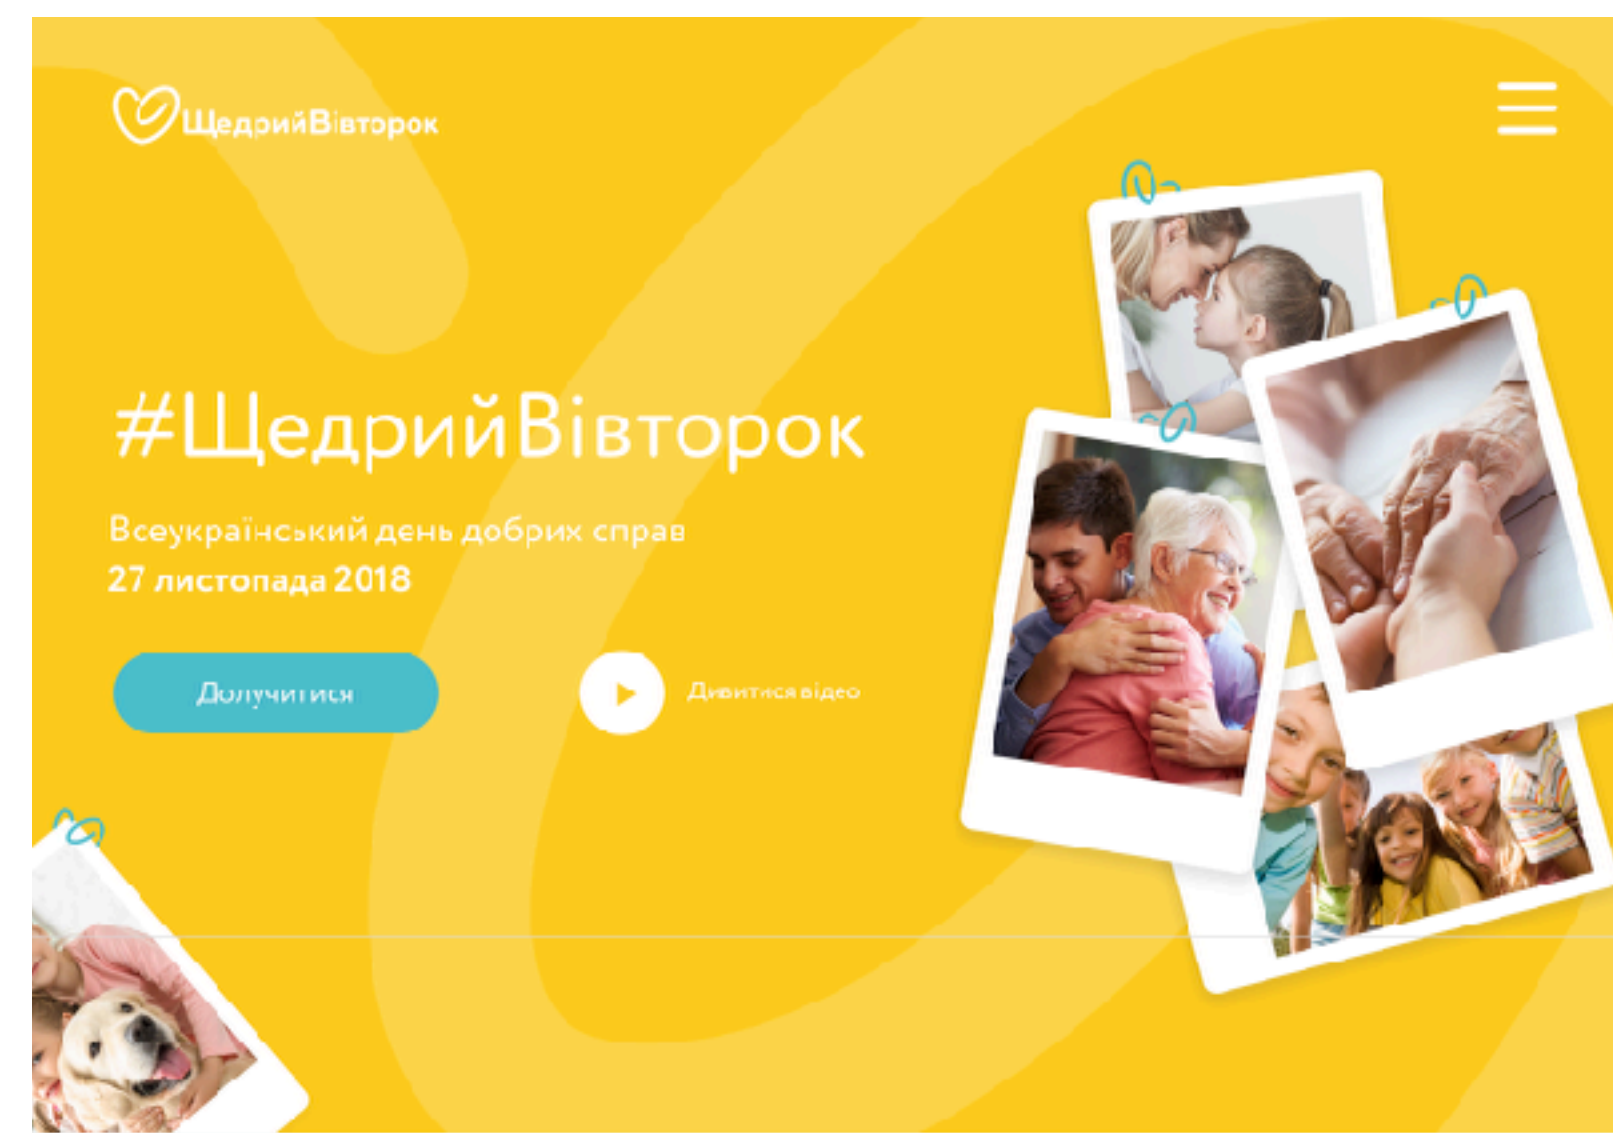 ЩедрийВівторок
#ЩедрийВівторок
Всеукраїнський день добрих справ
27 листопада 2018
Долучитися
Дивитися відео